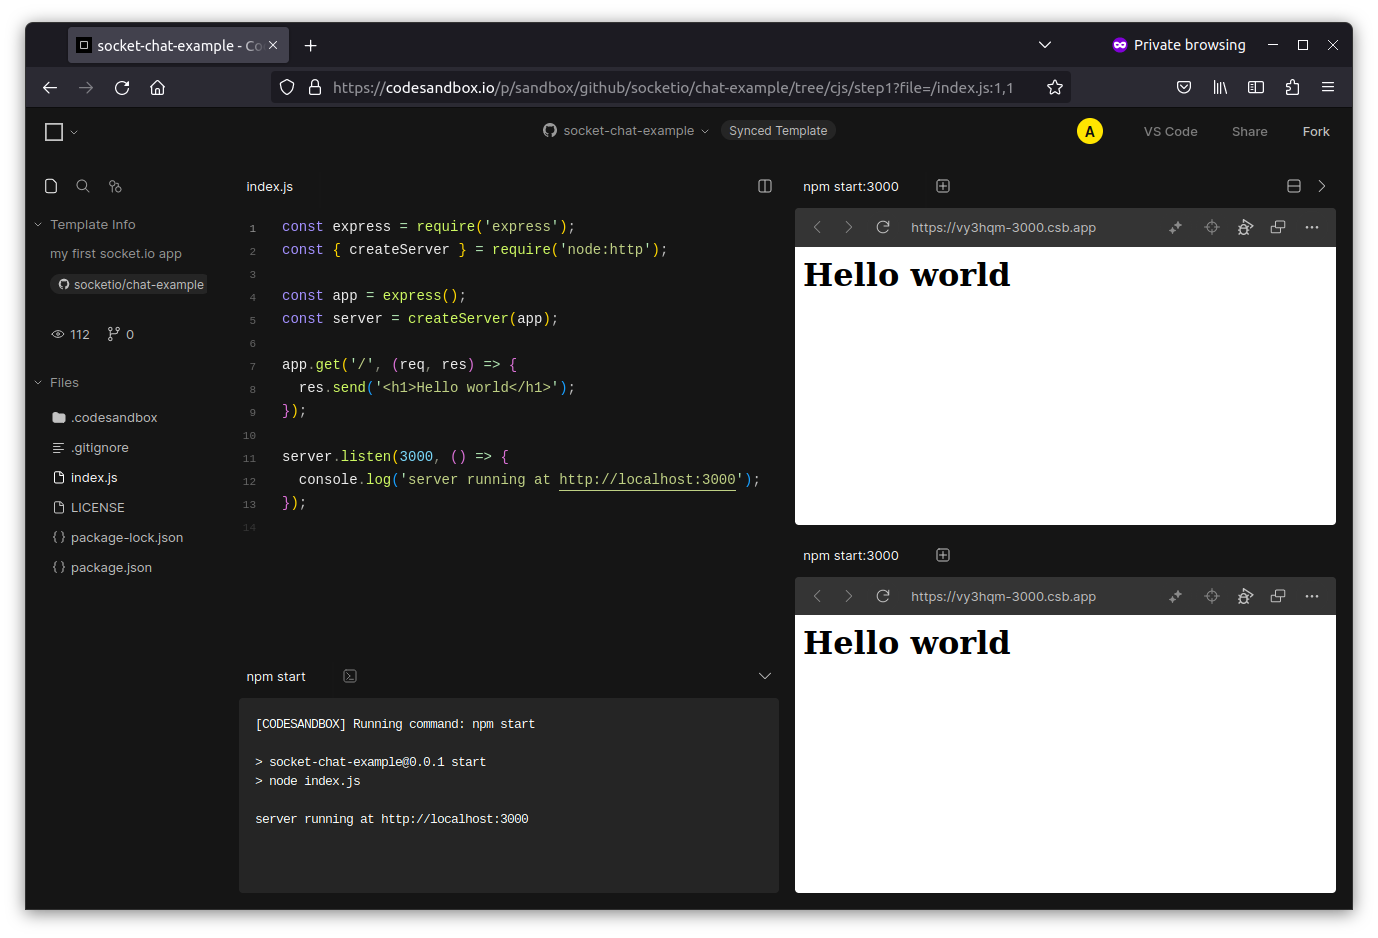 socket-chat-example - Co
Private browsing
https://codesandbox.io/p/sandbox/github/socketio/chat-example/tree/cjs/step1?file=/index.js:1,1
socket-chat-example
Synced Template
A
VS Code
Share
Fork
Template Info
my first socket.io app
socketio/chat-example
112
0
Files
.codesandbox
.gitignore
index.js
LICENSE
package-lock.json
package.json
index.js
1 const express = require('express');
2 const { createServer } = require('node:http');
3
4 const app = express();
5 const server = createServer(app);
6
7 app.get('/', (req, res) => {
8   res.send('<h1>Hello world</h1>');
9 });
10
11 server.listen(3000, () => {
12   console.log('server running at http://localhost:3000');
13 });
14
npm start
[CODESANDBOX] Running command: npm start
> socket-chat-example@0.0.1 start
> node index.js
server running at http://localhost:3000
npm start:3000
https://vy3hqm-3000.csb.app
Hello world
npm start:3000
https://vy3hqm-3000.csb.app
Hello world